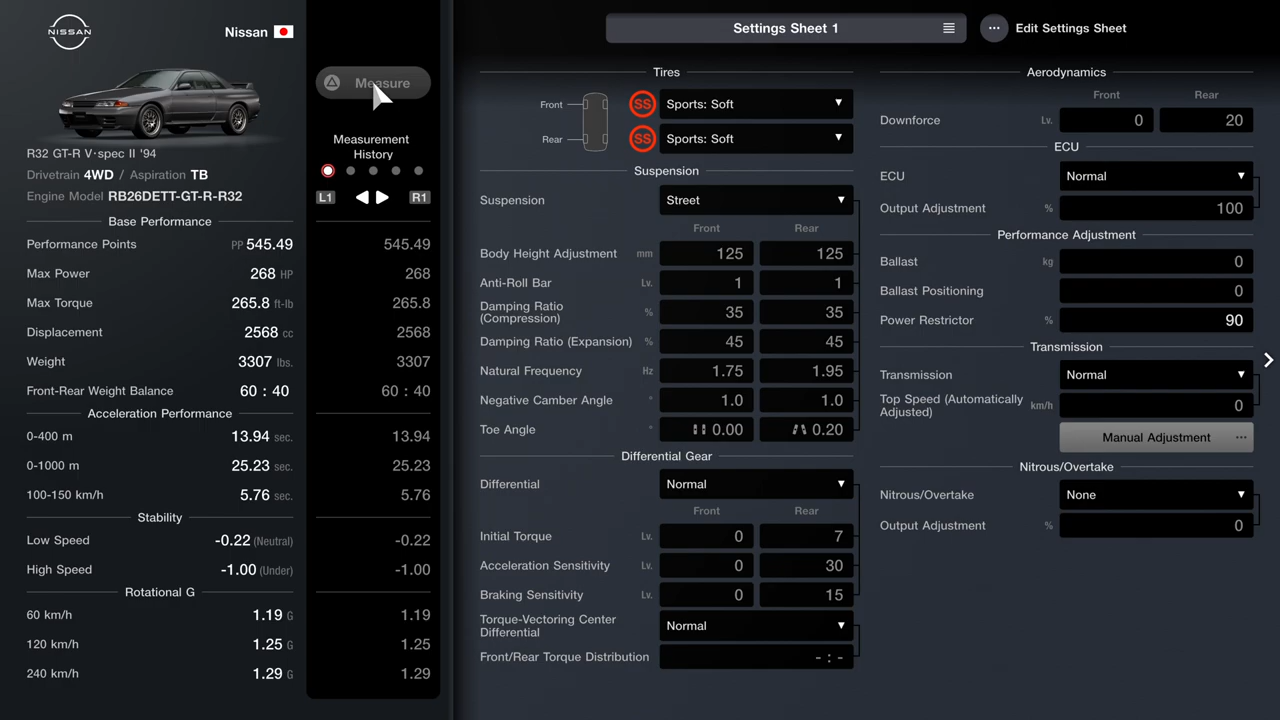 NISSAN
Nissan
R32 GT-R V·spec II '94
Drivetrain 4WD / Aspiration TB
Engine Model RB26DETT-GT-R-R32
Base Performance
Performance Points PP 545.49
Max Power 268 HP
Max Torque 265.8 ft-lb
Displacement 2568 cc
Weight 3307 lbs.
Front-Rear Weight Balance 60 : 40
Acceleration Performance
0-400 m 13.94 sec.
0-1000 m 25.23 sec.
100-150 km/h 5.76 sec.
Stability
Low Speed -0.22 (Neutral)
High Speed -1.00 (Under)
Rotational G
60 km/h 1.19 G
120 km/h 1.25 G
240 km/h 1.29 G
Measure
Measurement
History
L1 R1
545.49
268
265.8
2568
3307
60 : 40
13.94
25.23
5.76
-0.22
-1.00
1.19
1.25
1.29
Settings Sheet 1
Edit Settings Sheet
Tires
Front SS Sports: Soft
Rear SS Sports: Soft
Suspension
Suspension Street
Front Rear
Body Height Adjustment mm 125 125
Anti-Roll Bar Lv. 1 1
Damping Ratio
(Compression) % 35 35
Damping Ratio (Expansion) % 45 45
Natural Frequency Hz 1.75 1.95
Negative Camber Angle ° 1.0 1.0
Toe Angle ° 0.00 0.20
Differential Gear
Differential Normal
Front Rear
Initial Torque Lv. 0 7
Acceleration Sensitivity Lv. 0 30
Braking Sensitivity Lv. 0 15
Torque-Vectoring Center
Differential Normal
Front/Rear Torque Distribution - : -
Aerodynamics
Front Rear
Downforce Lv. 0 20
ECU
ECU Normal
Output Adjustment % 100
Performance Adjustment
Ballast kg 0
Ballast Positioning 0
Power Restrictor % 90
Transmission
Transmission Normal
Top Speed (Automatically
Adjusted) km/h 0
Manual Adjustment
Nitrous/Overtake
Nitrous/Overtake None
Output Adjustment % 0